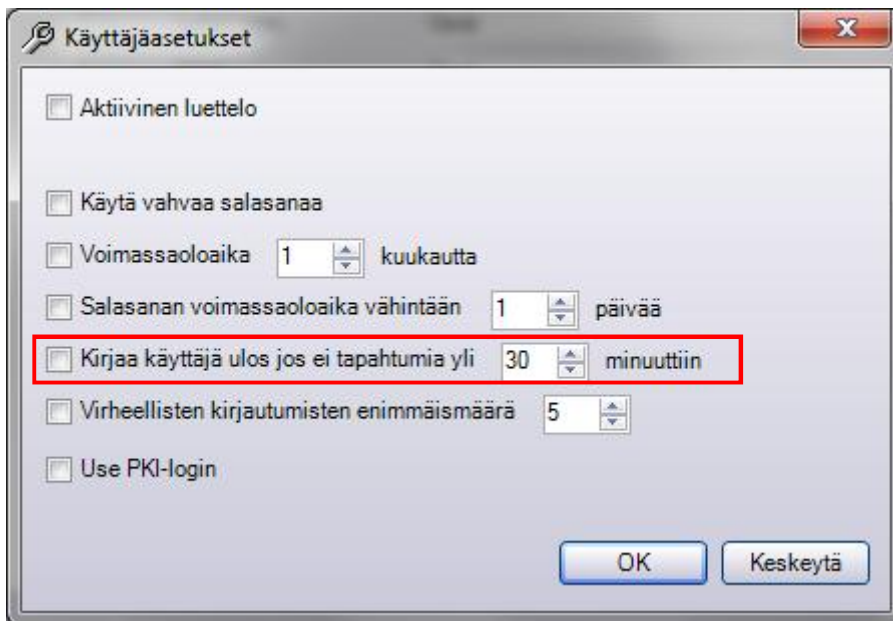 Käyttäjäasetukset
Aktiivinen luettelo
Käytä vahvaa salasanaa
Voimassaoloaika 1 kuukautta
Salasanan voimassaoloaika vähintään 1 päivää
Kirjaa käyttäjä ulos jos ei tapahtumia yli 30 minuuttiin
Virheellisten kirjautumisten enimmäismäärä 5
Use PKI-login
OK Keskeytä